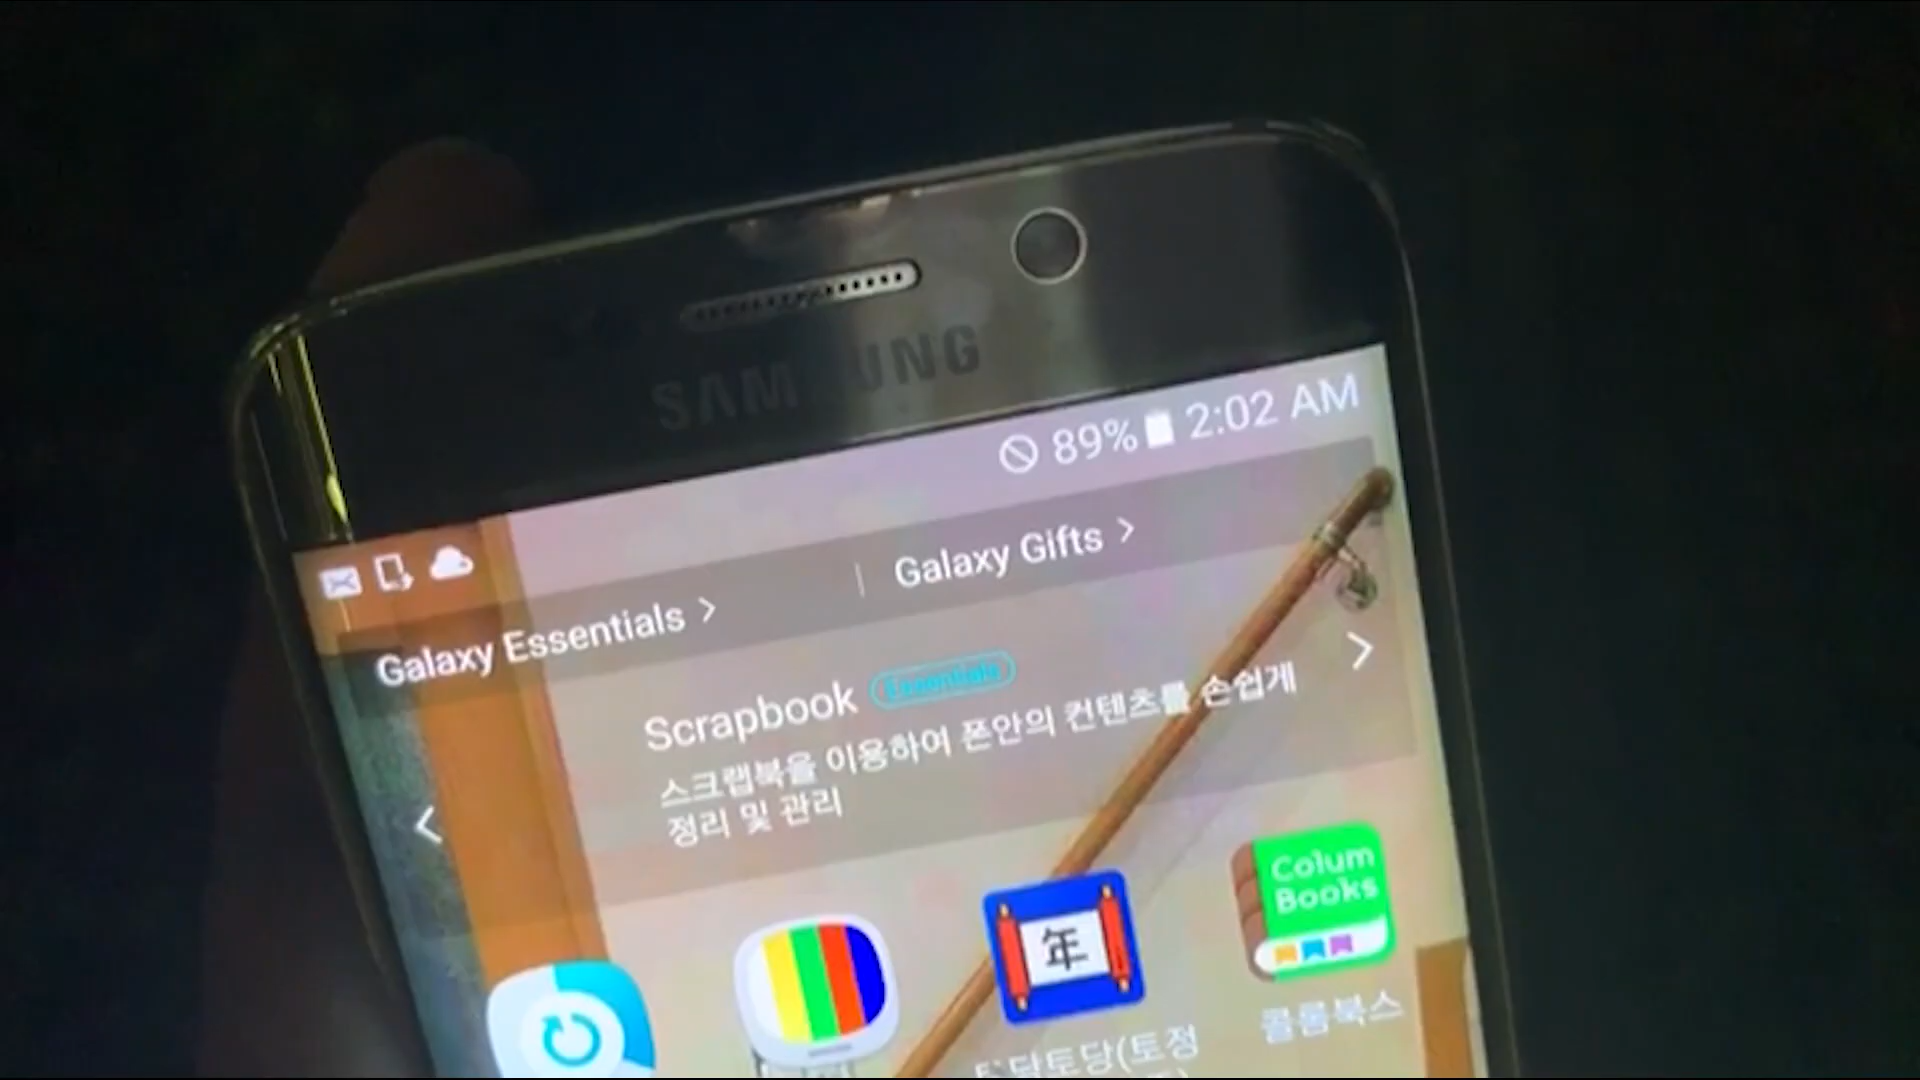 SAMSUNG
89% 2:02 AM
Galaxy Essentials >
Galaxy Gifts >
Scrapbook Essentials
스크랩북을 이용하여 폰안의 컨텐츠를 손쉽게
정리 및 관리
年
Colum
Books
콜롬북스